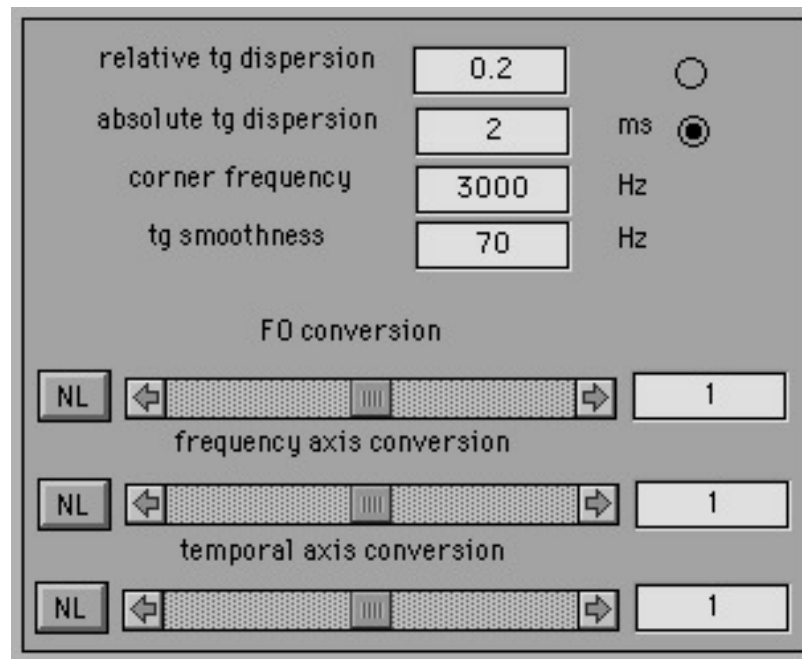 relative tg dispersion 0.2
absolute tg dispersion 2 ms
corner frequency 3000 Hz
tg smoothness 70 Hz
F0 conversion
NL 1
frequency axis conversion
NL 1
temporal axis conversion
NL 1